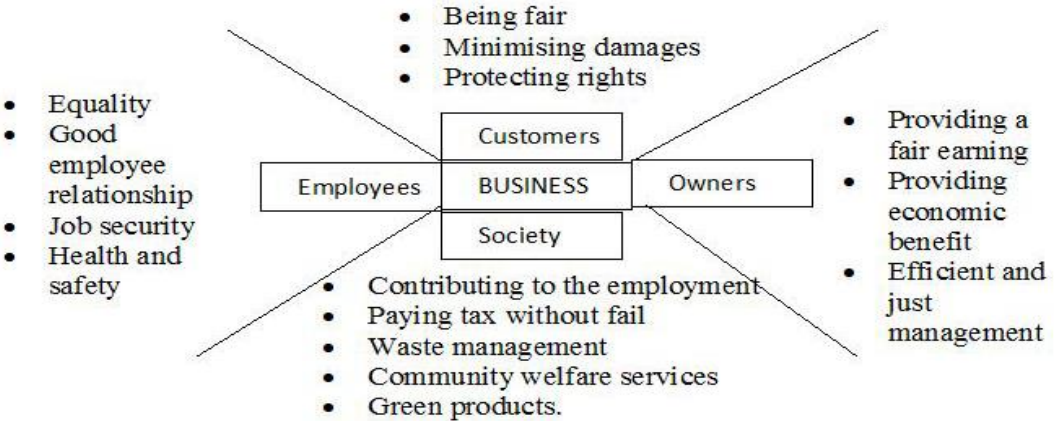 • Being fair
• Minimising damages
• Protecting rights
• Equality
• Good
employee
relationship
• Job security
• Health and
safety
Customers
Employees
BUSINESS
Owners
Society
• Providing a
fair earning
• Providing
economic
benefit
• Efficient and
just
management
• Contributing to the employment
• Paying tax without fail
• Waste management
• Community welfare services
• Green products.